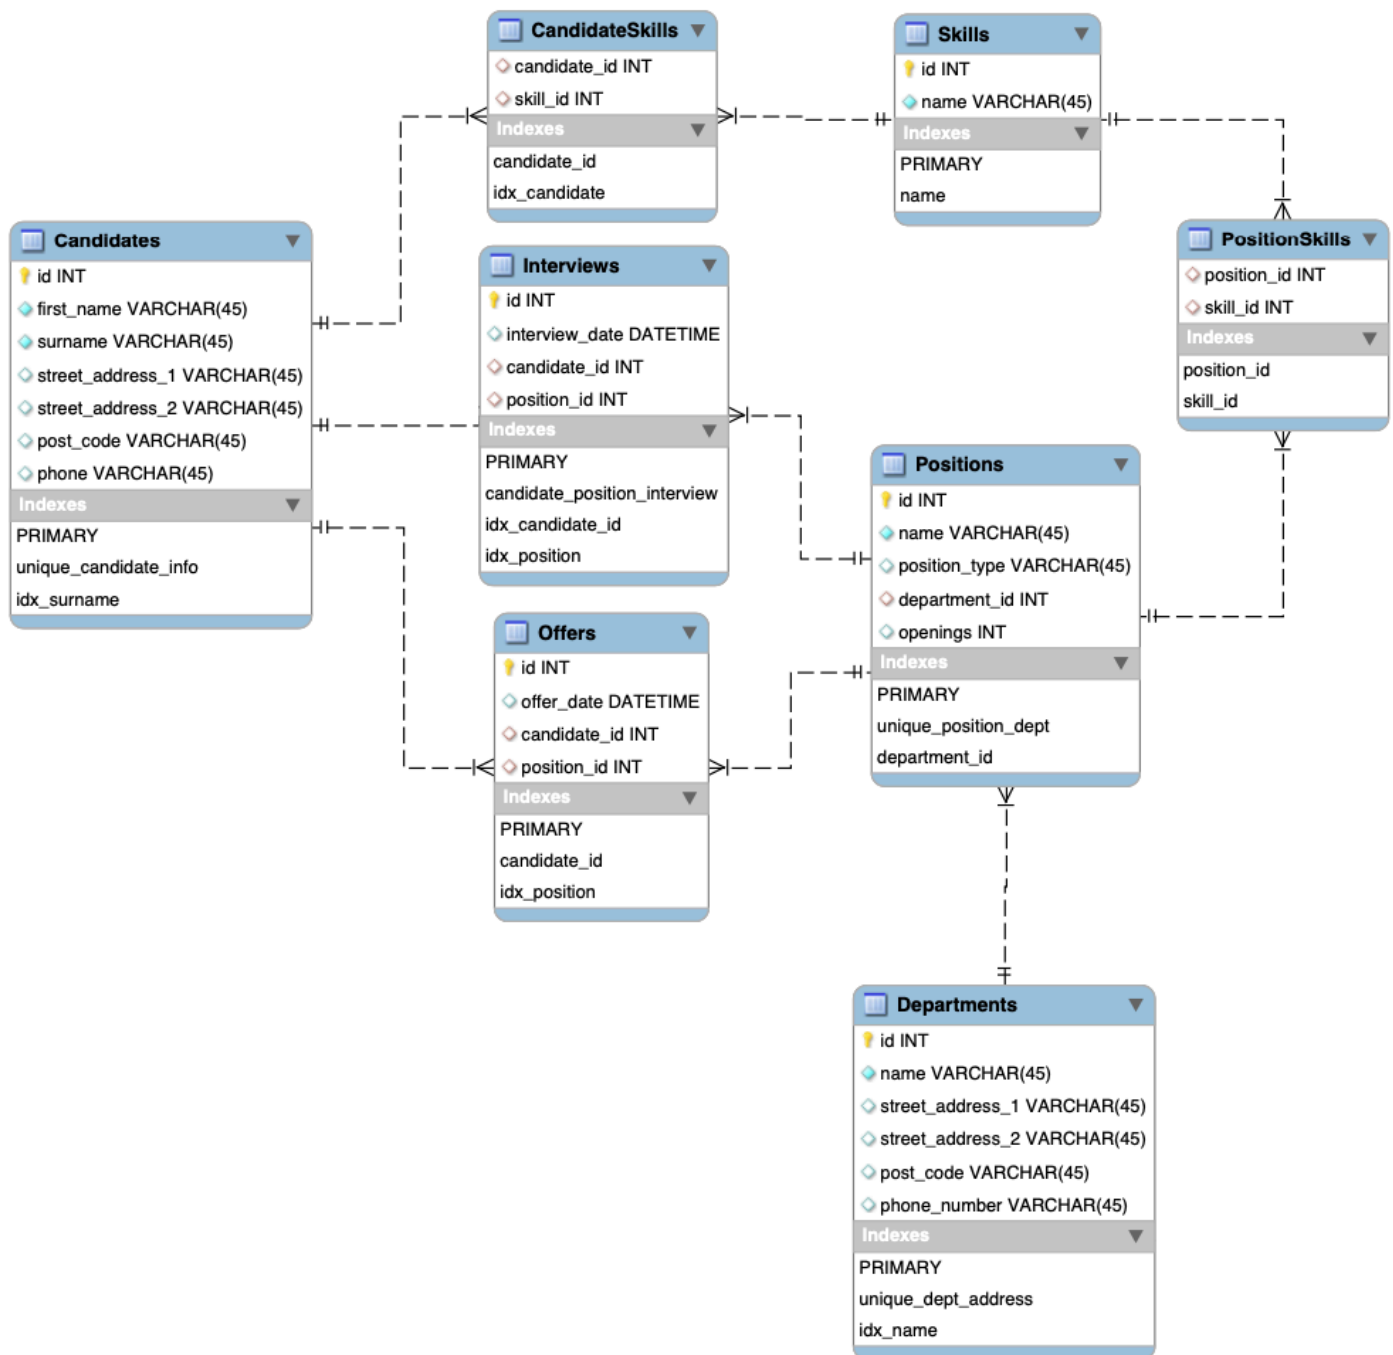 CandidateSkills
candidate_id INT
skill_id INT
Indexes
candidate_id
idx_candidate
Skills
id INT
name VARCHAR(45)
Indexes
PRIMARY
name
Candidates
id INT
first_name VARCHAR(45)
surname VARCHAR(45)
street_address_1 VARCHAR(45)
street_address_2 VARCHAR(45)
post_code VARCHAR(45)
phone VARCHAR(45)
Indexes
PRIMARY
unique_candidate_info
idx_surname
Interviews
id INT
interview_date DATETIME
candidate_id INT
position_id INT
Indexes
PRIMARY
candidate_position_interview
idx_candidate_id
idx_position
PositionSkills
position_id INT
skill_id INT
Indexes
position_id
skill_id
Positions
id INT
name VARCHAR(45)
position_type VARCHAR(45)
department_id INT
openings INT
Indexes
PRIMARY
unique_position_dept
department_id
Offers
id INT
offer_date DATETIME
candidate_id INT
position_id INT
Indexes
PRIMARY
candidate_id
idx_position
Departments
id INT
name VARCHAR(45)
street_address_1 VARCHAR(45)
street_address_2 VARCHAR(45)
post_code VARCHAR(45)
phone_number VARCHAR(45)
Indexes
PRIMARY
unique_dept_address
idx_name